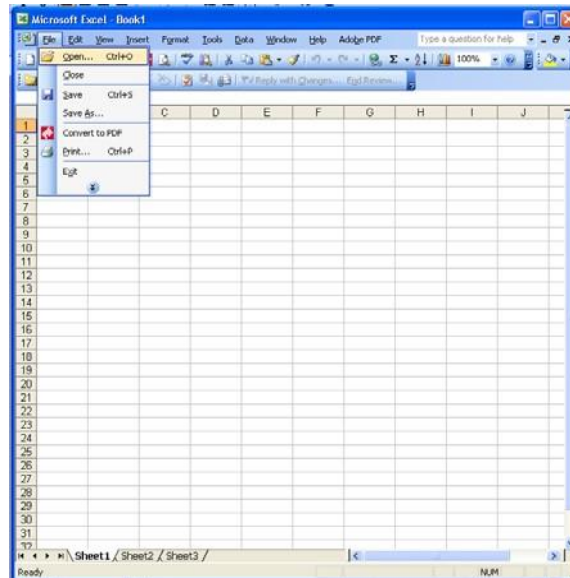 Microsoft Excel - Book1
File Edit View Insert Format Tools Data Window Help Adobe PDF Type a question for help
Open... Ctrl+O
100%
Close
Reply with Changes... End Review...
Save Ctrl+S
Save As...
C D E F G H I J
Convert to PDF
Print... Ctrl+P
Exit
1
2
3
4
5
6
7
8
9
10
11
12
13
14
15
16
17
18
19
20
21
22
23
24
25
26
27
28
29
30
31
32
Sheet1 / Sheet2 / Sheet3 /
Ready NUM